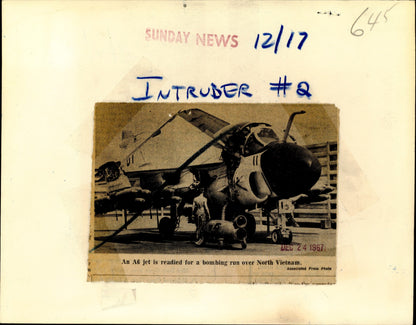 645
SUNDAY NEWS 12/17
INTRUDER #2
DEC 24 1967
An A6 jet is readied for a bombing run over North Vietnam.
Associated Press Photo